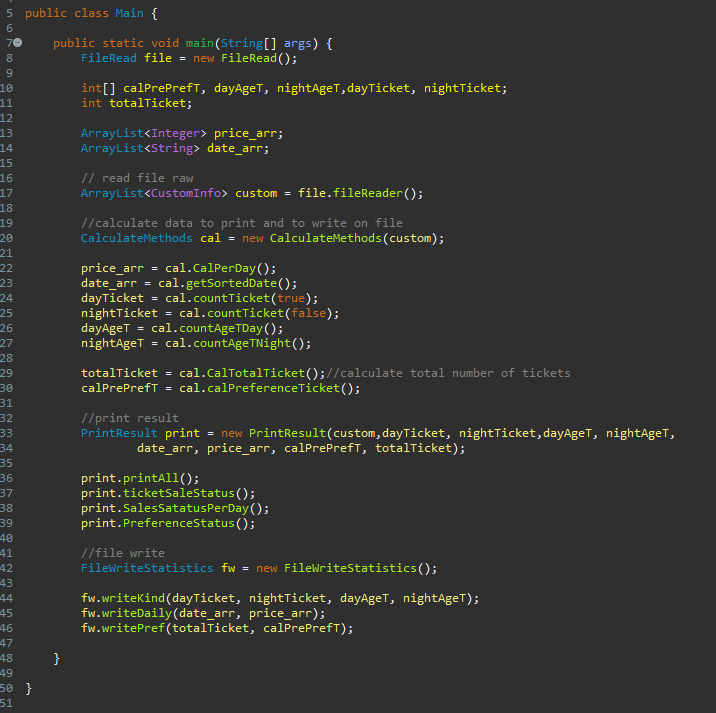 5 public class Main {
6
7 public static void main(String[] args) {
8 FileRead file = new FileRead();
9
10 int[] calPrePrefT, dayAgeT, nightAgeT,dayTicket, nightTicket;
11 int totalTicket;
12
13 ArrayList<Integer> price_arr;
14 ArrayList<String> date_arr;
15
16 // read file raw
17 ArrayList<CustomInfo> custom = file.fileReader();
18
19 //calculate data to print and to write on file
20 CalculateMethods cal = new CalculateMethods(custom);
21
22 price_arr = cal.CalPerDay();
23 date_arr = cal.getSortedDate();
24 dayTicket = cal.countTicket(true);
25 nightTicket = cal.countTicket(false);
26 dayAgeT = cal.countAgeTDay();
27 nightAgeT = cal.countAgeTNight();
28
29 totalTicket = cal.CalTotalTicket();//calculate total number of tickets
30 calPrePrefT = cal.calPreferenceTicket();
31
32 //print result
33 PrintResult print = new PrintResult(custom,dayTicket, nightTicket,dayAgeT, nightAgeT,
34 date_arr, price_arr, calPrePrefT, totalTicket);
35
36 print.printAll();
37 print.ticketSaleStatus();
38 print.SalesSatatusPerDay();
39 print.PreferenceStatus();
40
41 //file write
42 FileWriteStatistics fw = new FileWriteStatistics();
43
44 fw.writeKind(dayTicket, nightTicket, dayAgeT, nightAgeT);
45 fw.writeDaily(date_arr, price_arr);
46 fw.writePref(totalTicket, calPrePrefT);
47
48 }
49
50 }
51